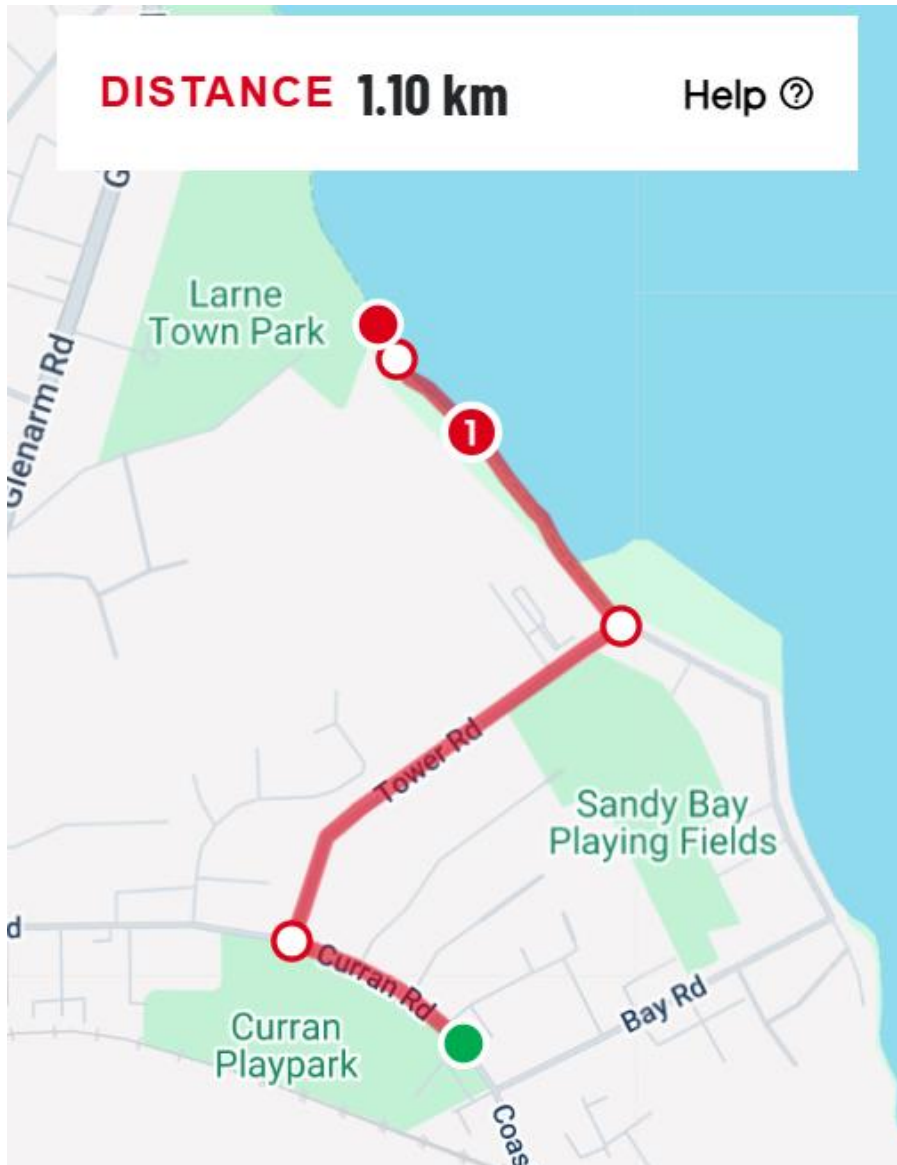 DISTANCE 1.10 km Help ?
G
Larne
Town Park
Glenarm Rd
1
Tower Rd
Sandy Bay
Playing Fields
d
Curran Rd
Bay Rd
Curran
Playpark
Coas